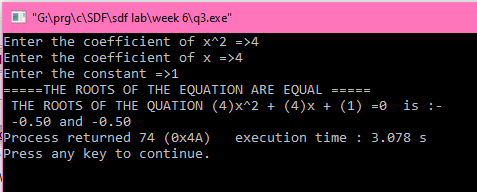 "G:\prg\c\SDF\sdf lab\week 6\q3.exe"
Enter the coefficient of x^2 =>4
Enter the coefficient of x =>4
Enter the constant =>1
=====THE ROOTS OF THE EQUATION ARE EQUAL =====
THE ROOTS OF THE QUATION (4)x^2 + (4)x + (1) =0  is :-
-0.50 and -0.50
Process returned 74 (0x4A)   execution time : 3.078 s
Press any key to continue.